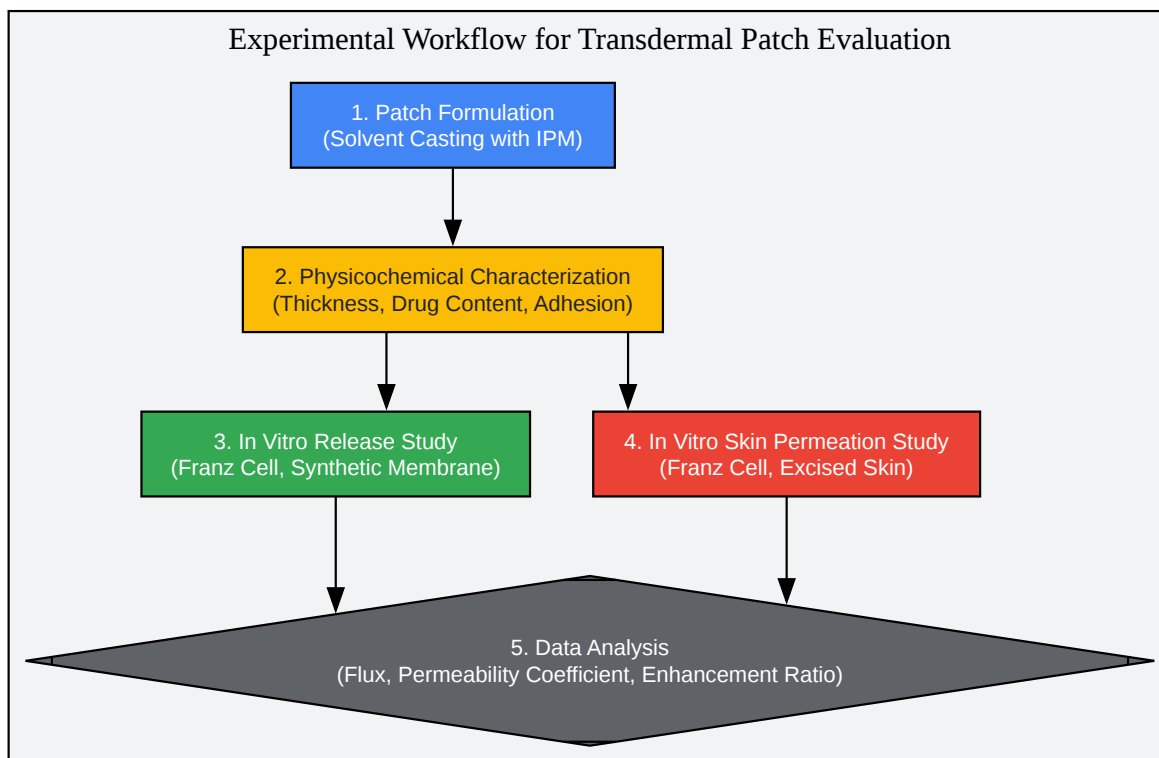 Experimental Workflow for Transdermal Patch Evaluation
1. Patch Formulation
(Solvent Casting with IPM)
2. Physicochemical Characterization
(Thickness, Drug Content, Adhesion)
3. In Vitro Release Study
(Franz Cell, Synthetic Membrane)
4. In Vitro Skin Permeation Study
(Franz Cell, Excised Skin)
5. Data Analysis
(Flux, Permeability Coefficient, Enhancement Ratio)